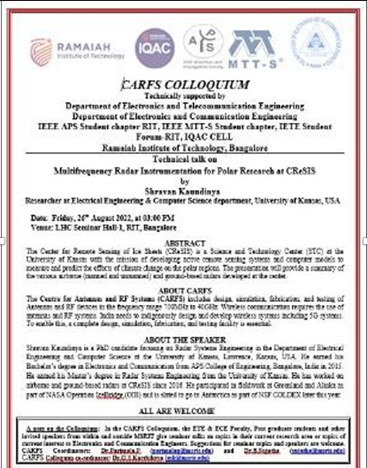 RAMAIAH
Institute of Technology
IQAC
APS
MTT-S
CARFS COLLOQUIUM
Technically supported by
Department of Electronics and Telecommunication Engineering
Department of Electronics and Communication Engineering
IEEE APS Student chapter RIT, IEEE MTT-S Student chapter, IETE Student
Forum-RIT, IQAC CELL
Ramaiah Institute of Technology, Bangalore
Technical talk on
Multifrequency Radar Instrumentation for Polar Research at CReSIS
by
Shravan Kaundinya
Researcher at Electrical Engineering & Computer Science department, University of Kansas, USA
Date: Friday, 26th August 2022, at 03:00 PM
Venue: LHC Seminar Hall-1, RIT, Bangalore
ABSTRACT
The Center for Remote Sensing of Ice Sheets (CReSIS) is a Science and Technology Center (STC) at the
University of Kansas with the mission of developing active remote sensing systems and computer models to
measure and predict the effects of climate change on the polar regions. The presentation will provide a summary of
the various airborne (manned and unmanned) and ground-based radars developed at the center.
ABOUT CARFS
The Centre for Antennas and RF Systems (CARFS) includes design, simulation, fabrication, and testing of
Antennas and RF devices in the frequency range 700MHz to 40GHz. Wireless communication requires the use of
antennas and RF systems. India needs to indigenously design and develop wireless systems including 5G systems.
To enable this, a complete design, simulation, fabrication, and testing facility is essential.
ABOUT THE SPEAKER
Shravan Kaundinya is a PhD candidate focusing on Radar Systems Engineering in the Department of Electrical
Engineering and Computer Science at the University of Kansas, Lawrence, Kansas, USA. He earned his
Bachelor's degree in Electronics and Communication from APS College of Engineering, Bangalore, India in 2015.
He earned his Master's degree in Radar Systems Engineering from the University of Kansas. He has worked on
airborne and ground-based radars at CReSIS since 2016. He participated in fieldwork at Greenland and Alaska as
part of NASA Operation (OIB) and is slated to go to Antarctica as part of NSF COLDEX later this year.
ALL ARE WELCOME
A note on the Colloquium: In the CARFS Colloquium, the ETE & ECE Faculty, Post graduate students and other
invited speakers from within and outside MSRIT give seminar talks on topics in their current research area or topics of
current interest in Electronics and Communication Engineering. Suggestions for seminar topics and speakers are welcome.
CARFS Coordinators: and Dr.
CARFS Colloquium co-ordinator: